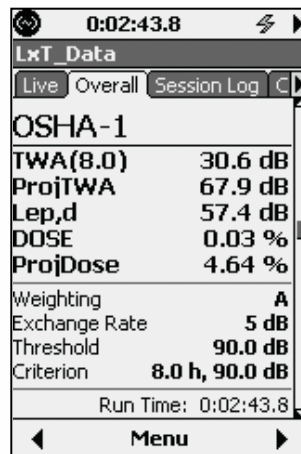 0:02:43.8
LxT_Data
Live Overall Session Log C
OSHA-1
TWA(8.0) 30.6 dB
ProjTWA 67.9 dB
Lep,d 57.4 dB
DOSE 0.03 %
ProjDose 4.64 %
Weighting A
Exchange Rate 5 dB
Threshold 90.0 dB
Criterion 8.0 h, 90.0 dB
Run Time: 0:02:43.8
Menu